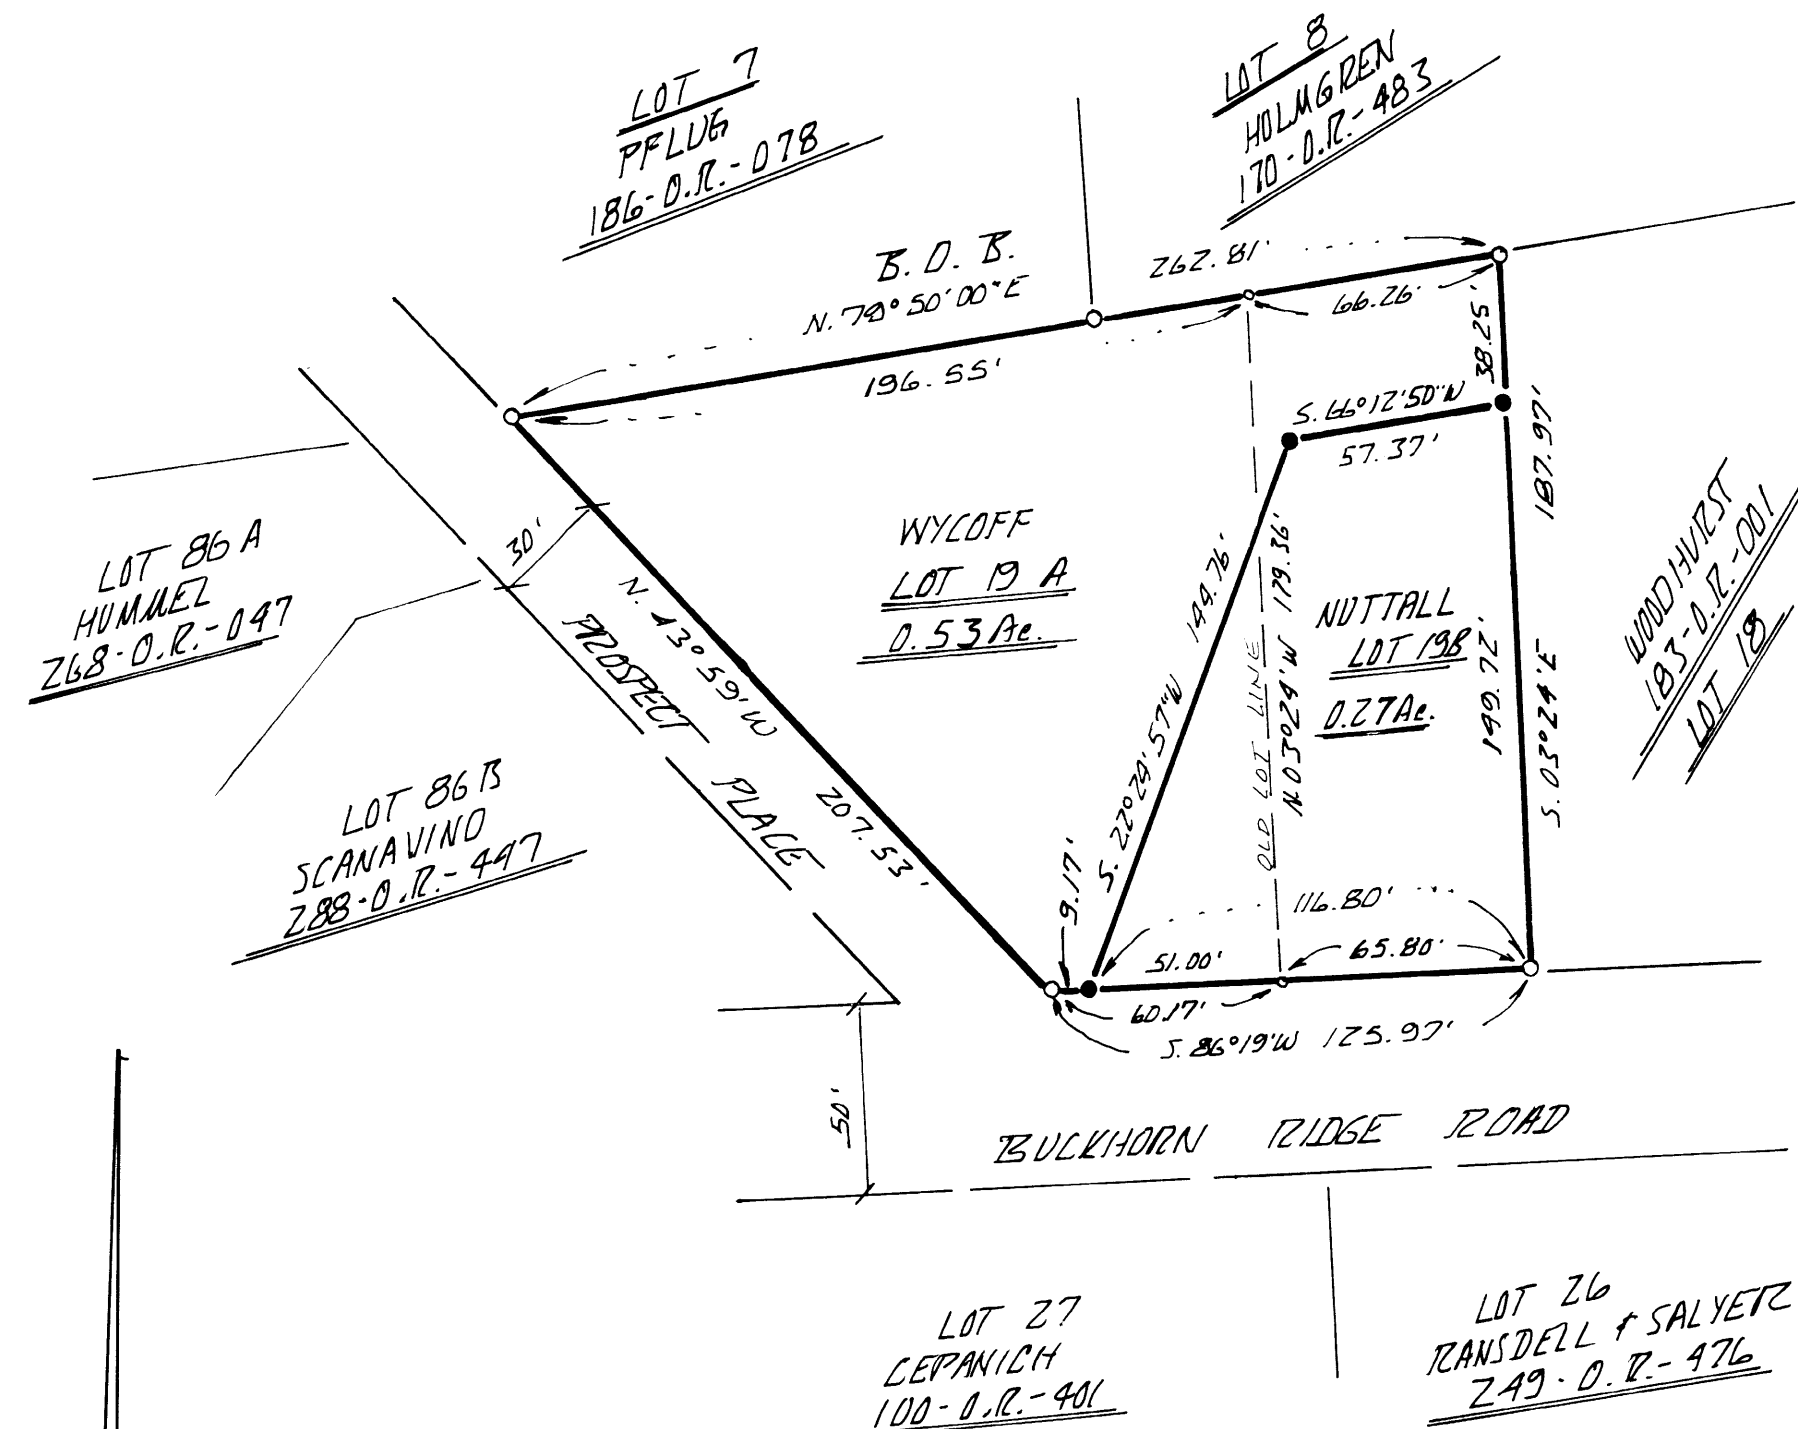 LOT 7
PFLUG
186-O.R.-078
LOT 8
HOLMGREN
170-O.R.-483
B.O.B.
N.78°50'00"E
262.81'
66.26'
196.55'
38.25'
S.66°12'50"W
57.37'
187.97'
LOT 86 A
HUMMEL
268-O.R.-047
30'
N. 43°59'W 207.53'
PROSPECT PLACE
WYCOFF
LOT 19 A
0.53 Ac.
144.76'
S. 22°24'57"W
OLD LOT LINE
N.03°24'W 179.36'
NUTTALL
LOT 19B
0.27 Ac.
149.72'
S.03°24'E
WOODHURST
183-O.R.-001
LOT 18
LOT 86 B
SCANAVINO
288-O.R.-447
9.17'
116.80'
51.00'
65.80'
60.17'
S.86°19'W 125.97'
50'
BUCKHORN RIDGE ROAD
LOT 27
CEPANICH
100-O.R.-401
LOT 26
RANSDELL & SALYER
249-O.R.-476